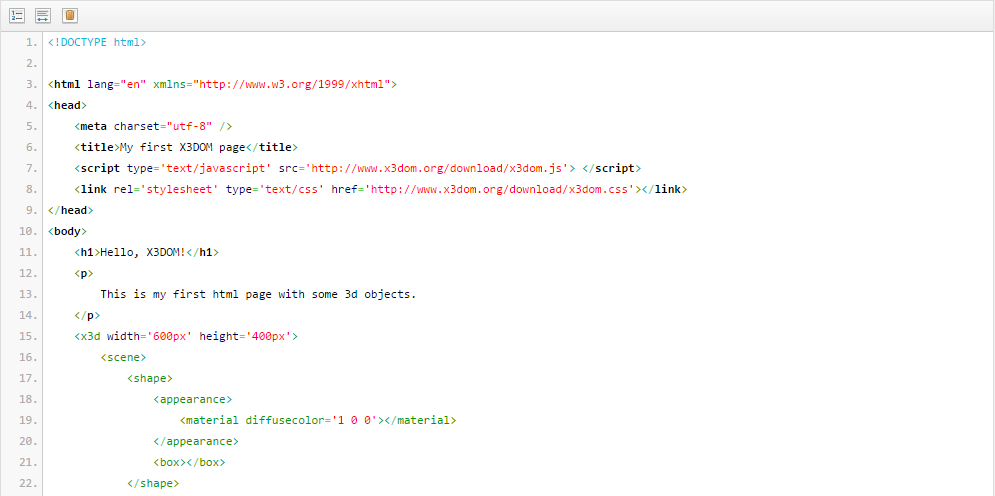 1. <!DOCTYPE html>
2.
3. <html lang="en" xmlns="http://www.w3.org/1999/xhtml">
4. <head>
5.     <meta charset="utf-8" />
6.     <title>My first X3DOM page</title>
7.     <script type='text/javascript' src='http://www.x3dom.org/download/x3dom.js'> </script>
8.     <link rel='stylesheet' type='text/css' href='http://www.x3dom.org/download/x3dom.css'></link>
9. </head>
10. <body>
11.     <h1>Hello, X3DOM!</h1>
12.     <p>
13.         This is my first html page with some 3d objects.
14.     </p>
15.     <x3d width='600px' height='400px'>
16.         <scene>
17.             <shape>
18.                 <appearance>
19.                     <material diffusecolor='1 0 0'></material>
20.                 </appearance>
21.                 <box></box>
22.             </shape>